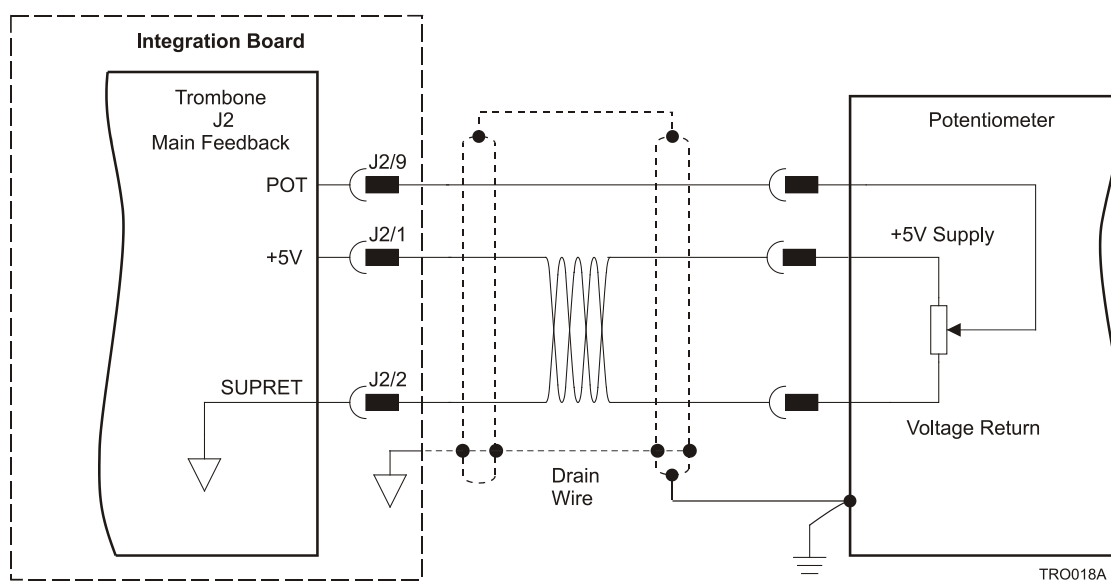 Integration Board
Trombone
J2
Main Feedback
Potentiometer
J2/9
POT
J2/1
+5V
+5V Supply
J2/2
SUPRET
Voltage Return
Drain
Wire
TRO018A